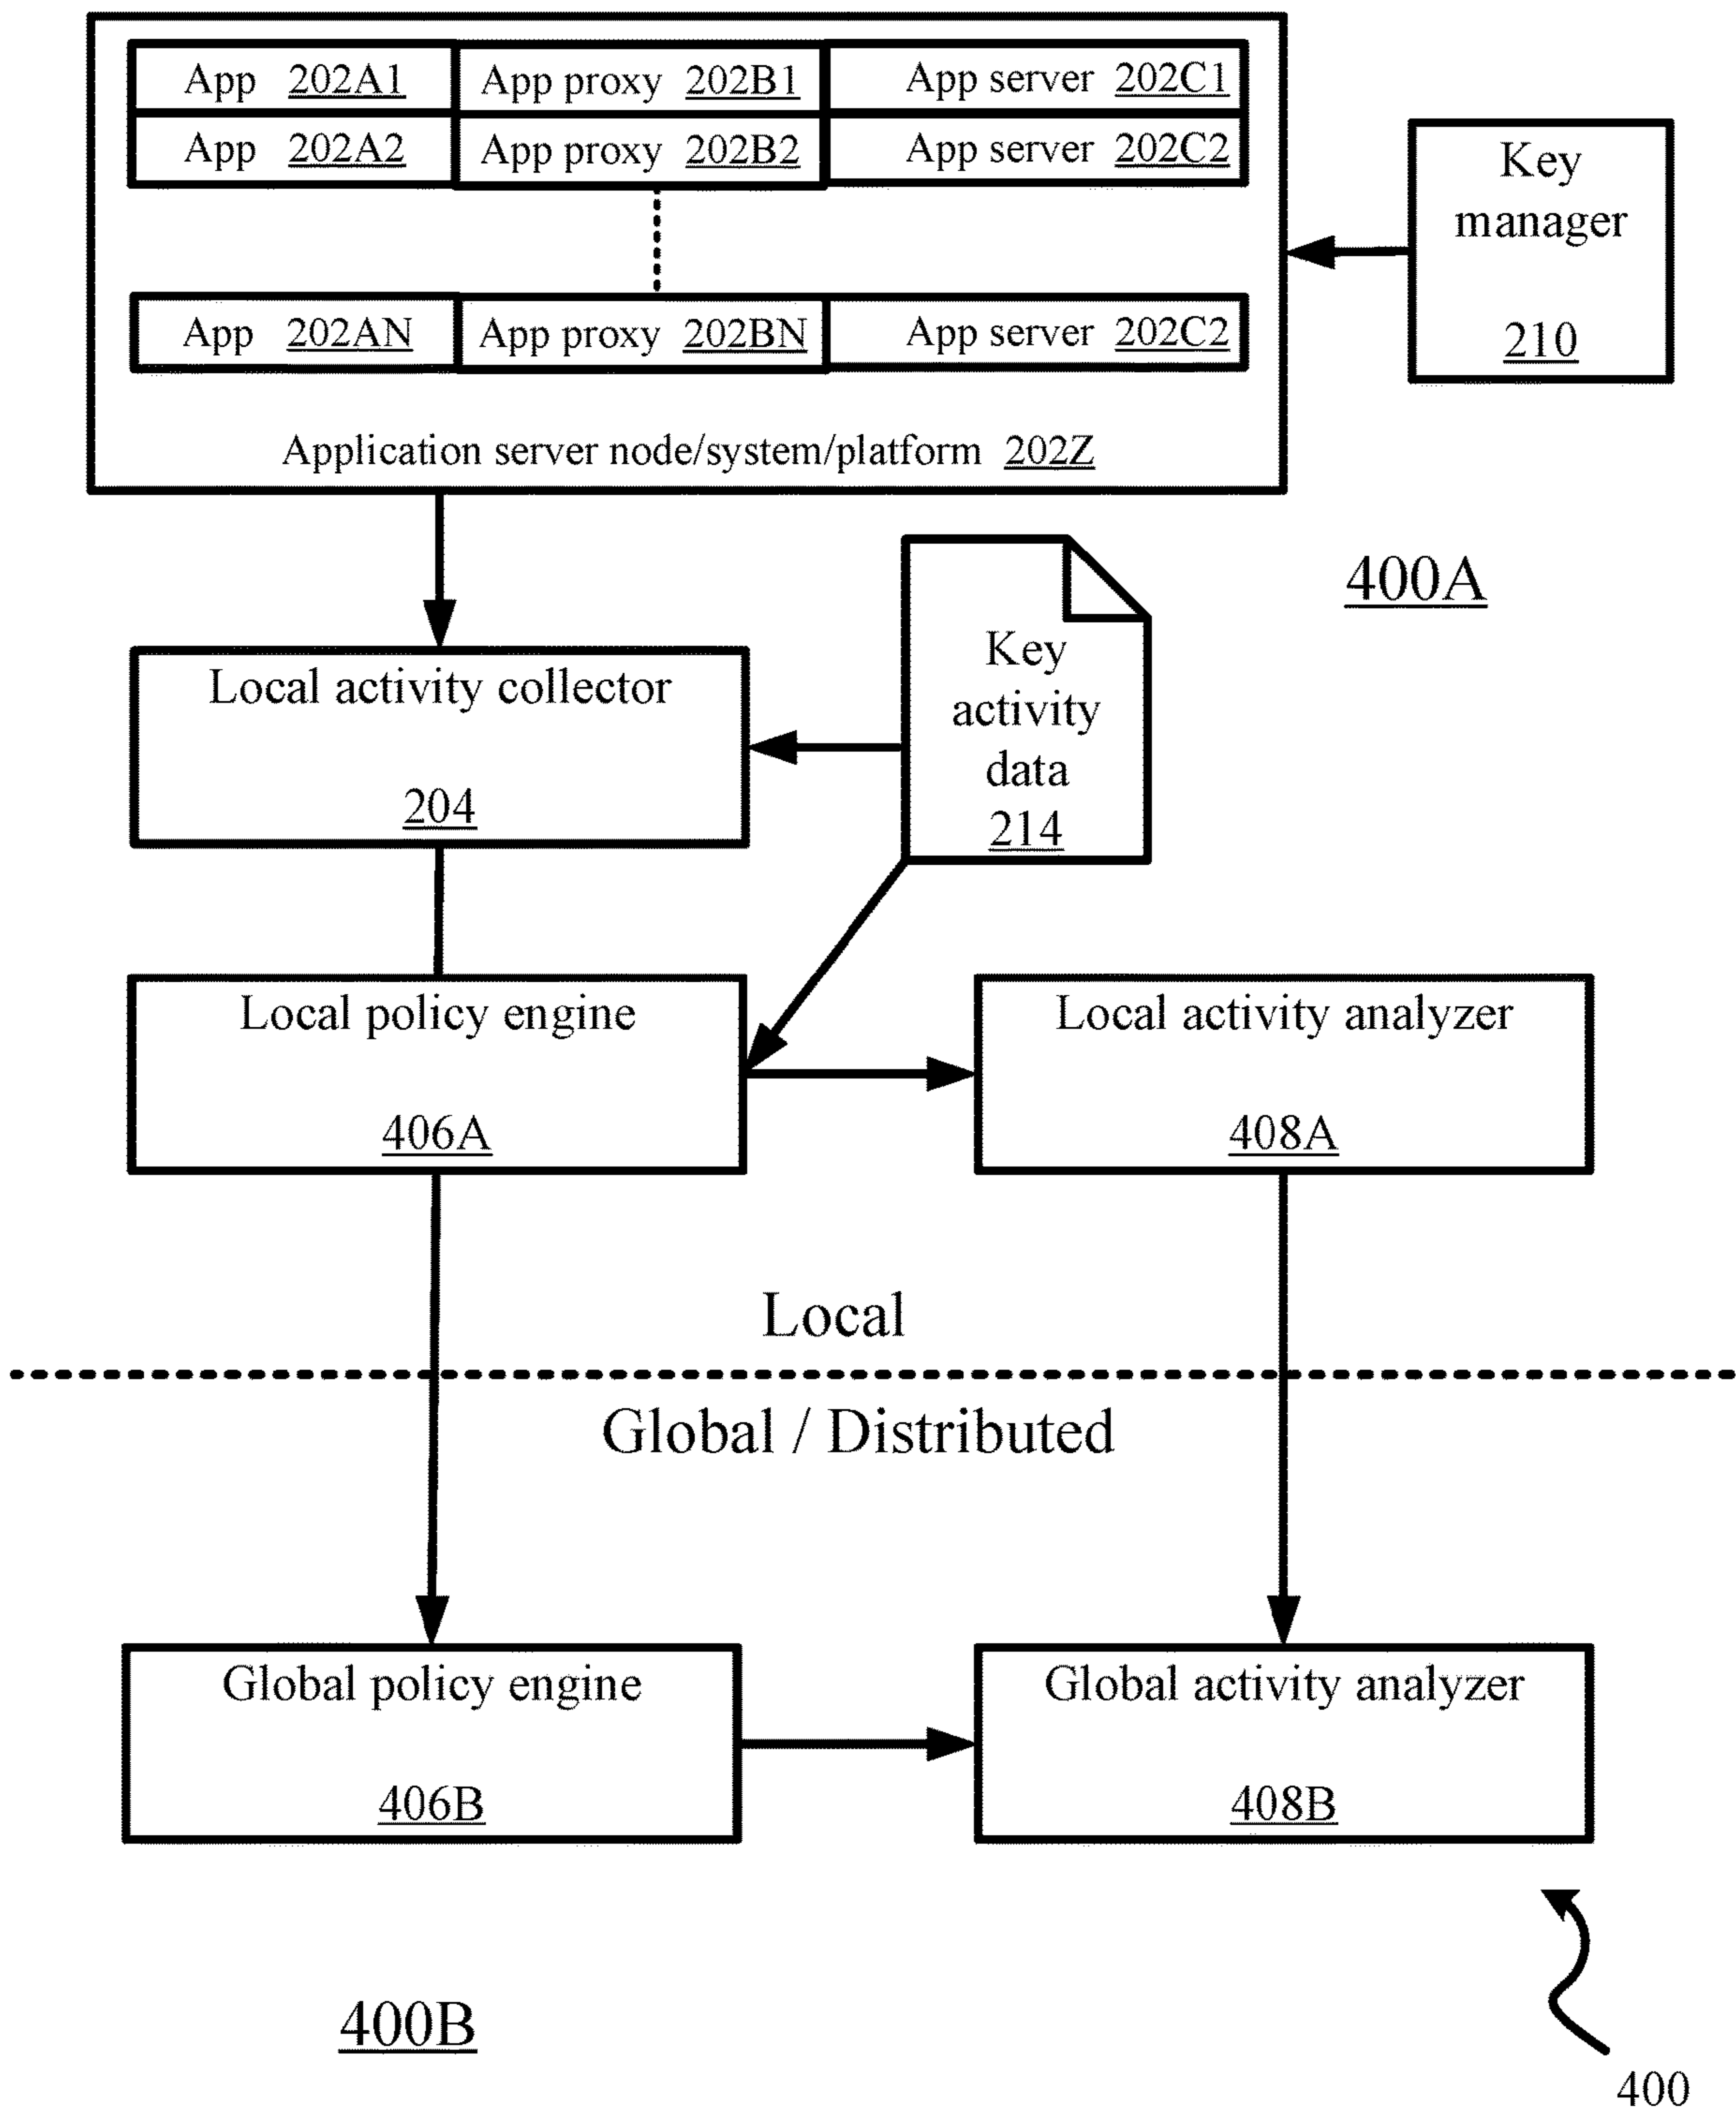 App 202A1 App proxy 202B1 App server 202C1
App 202A2 App proxy 202B2 App server 202C2
App 202AN App proxy 202BN App server 202C2
Application server node/system/platform 202Z
Key
manager
210
400A
Local activity collector
204
Key
activity
data
214
Local policy engine
406A
Local activity analyzer
408A
Local
Global / Distributed
Global policy engine
406B
Global activity analyzer
408B
400B
400